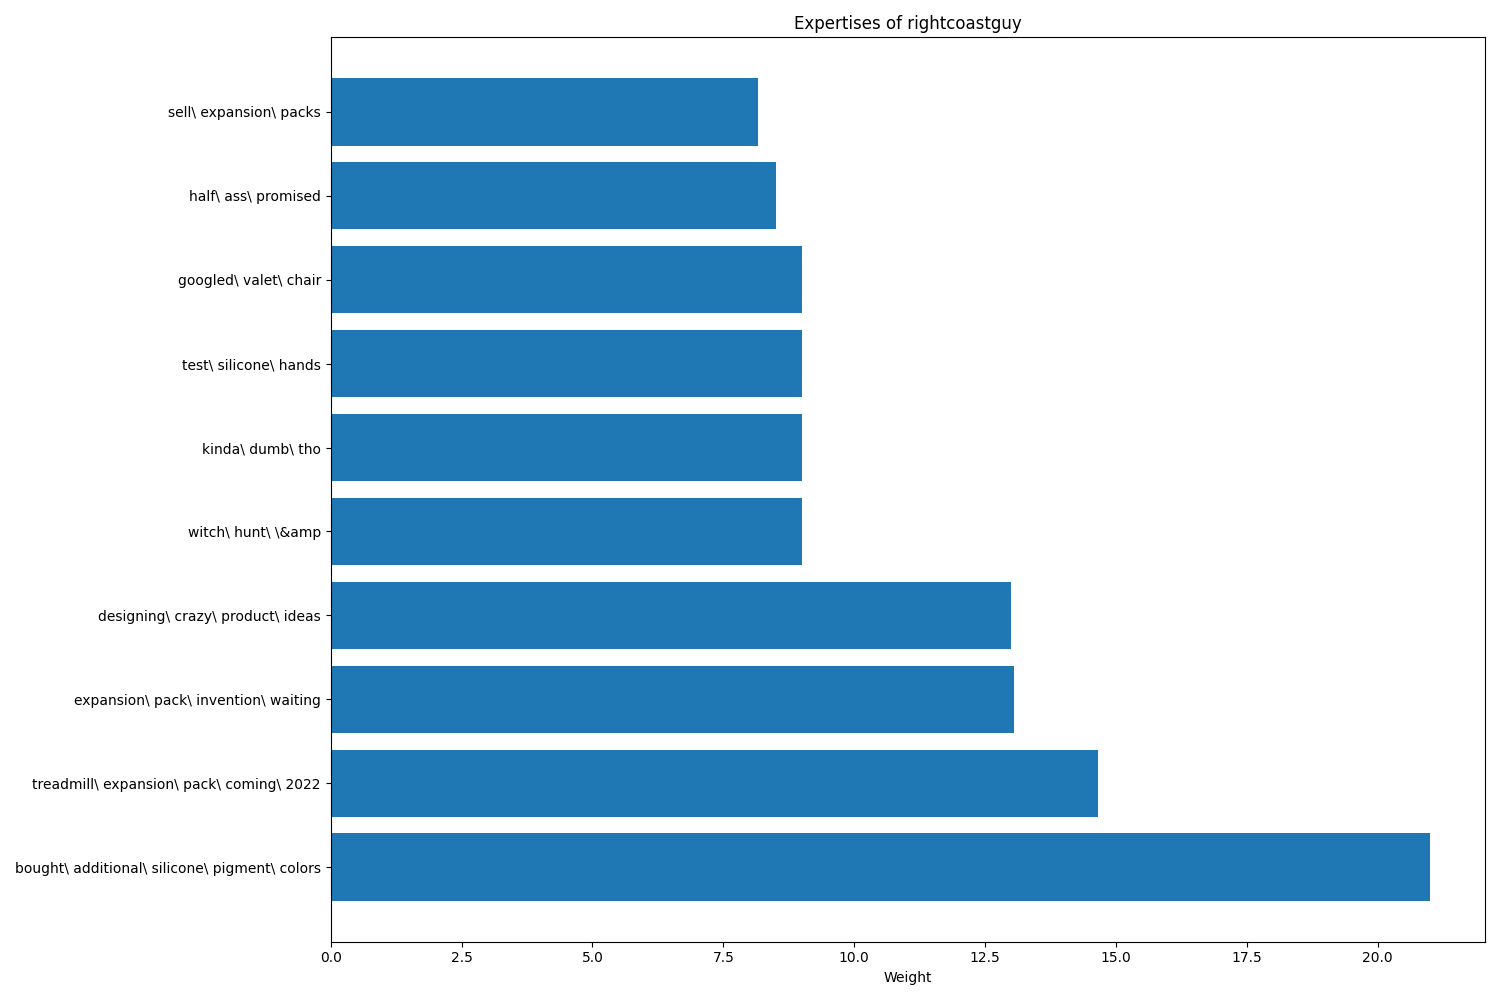 Expertises of rightcoastguy
sell\ expansion\ packs
half\ ass\ promised
googled\ valet\ chair
test\ silicone\ hands
kinda\ dumb\ tho
witch\ hunt\ \&amp
designing\ crazy\ product\ ideas
expansion\ pack\ invention\ waiting
treadmill\ expansion\ pack\ coming\ 2022
bought\ additional\ silicone\ pigment\ colors
0.0 2.5 5.0 7.5 10.0 12.5 15.0 17.5 20.0
Weight